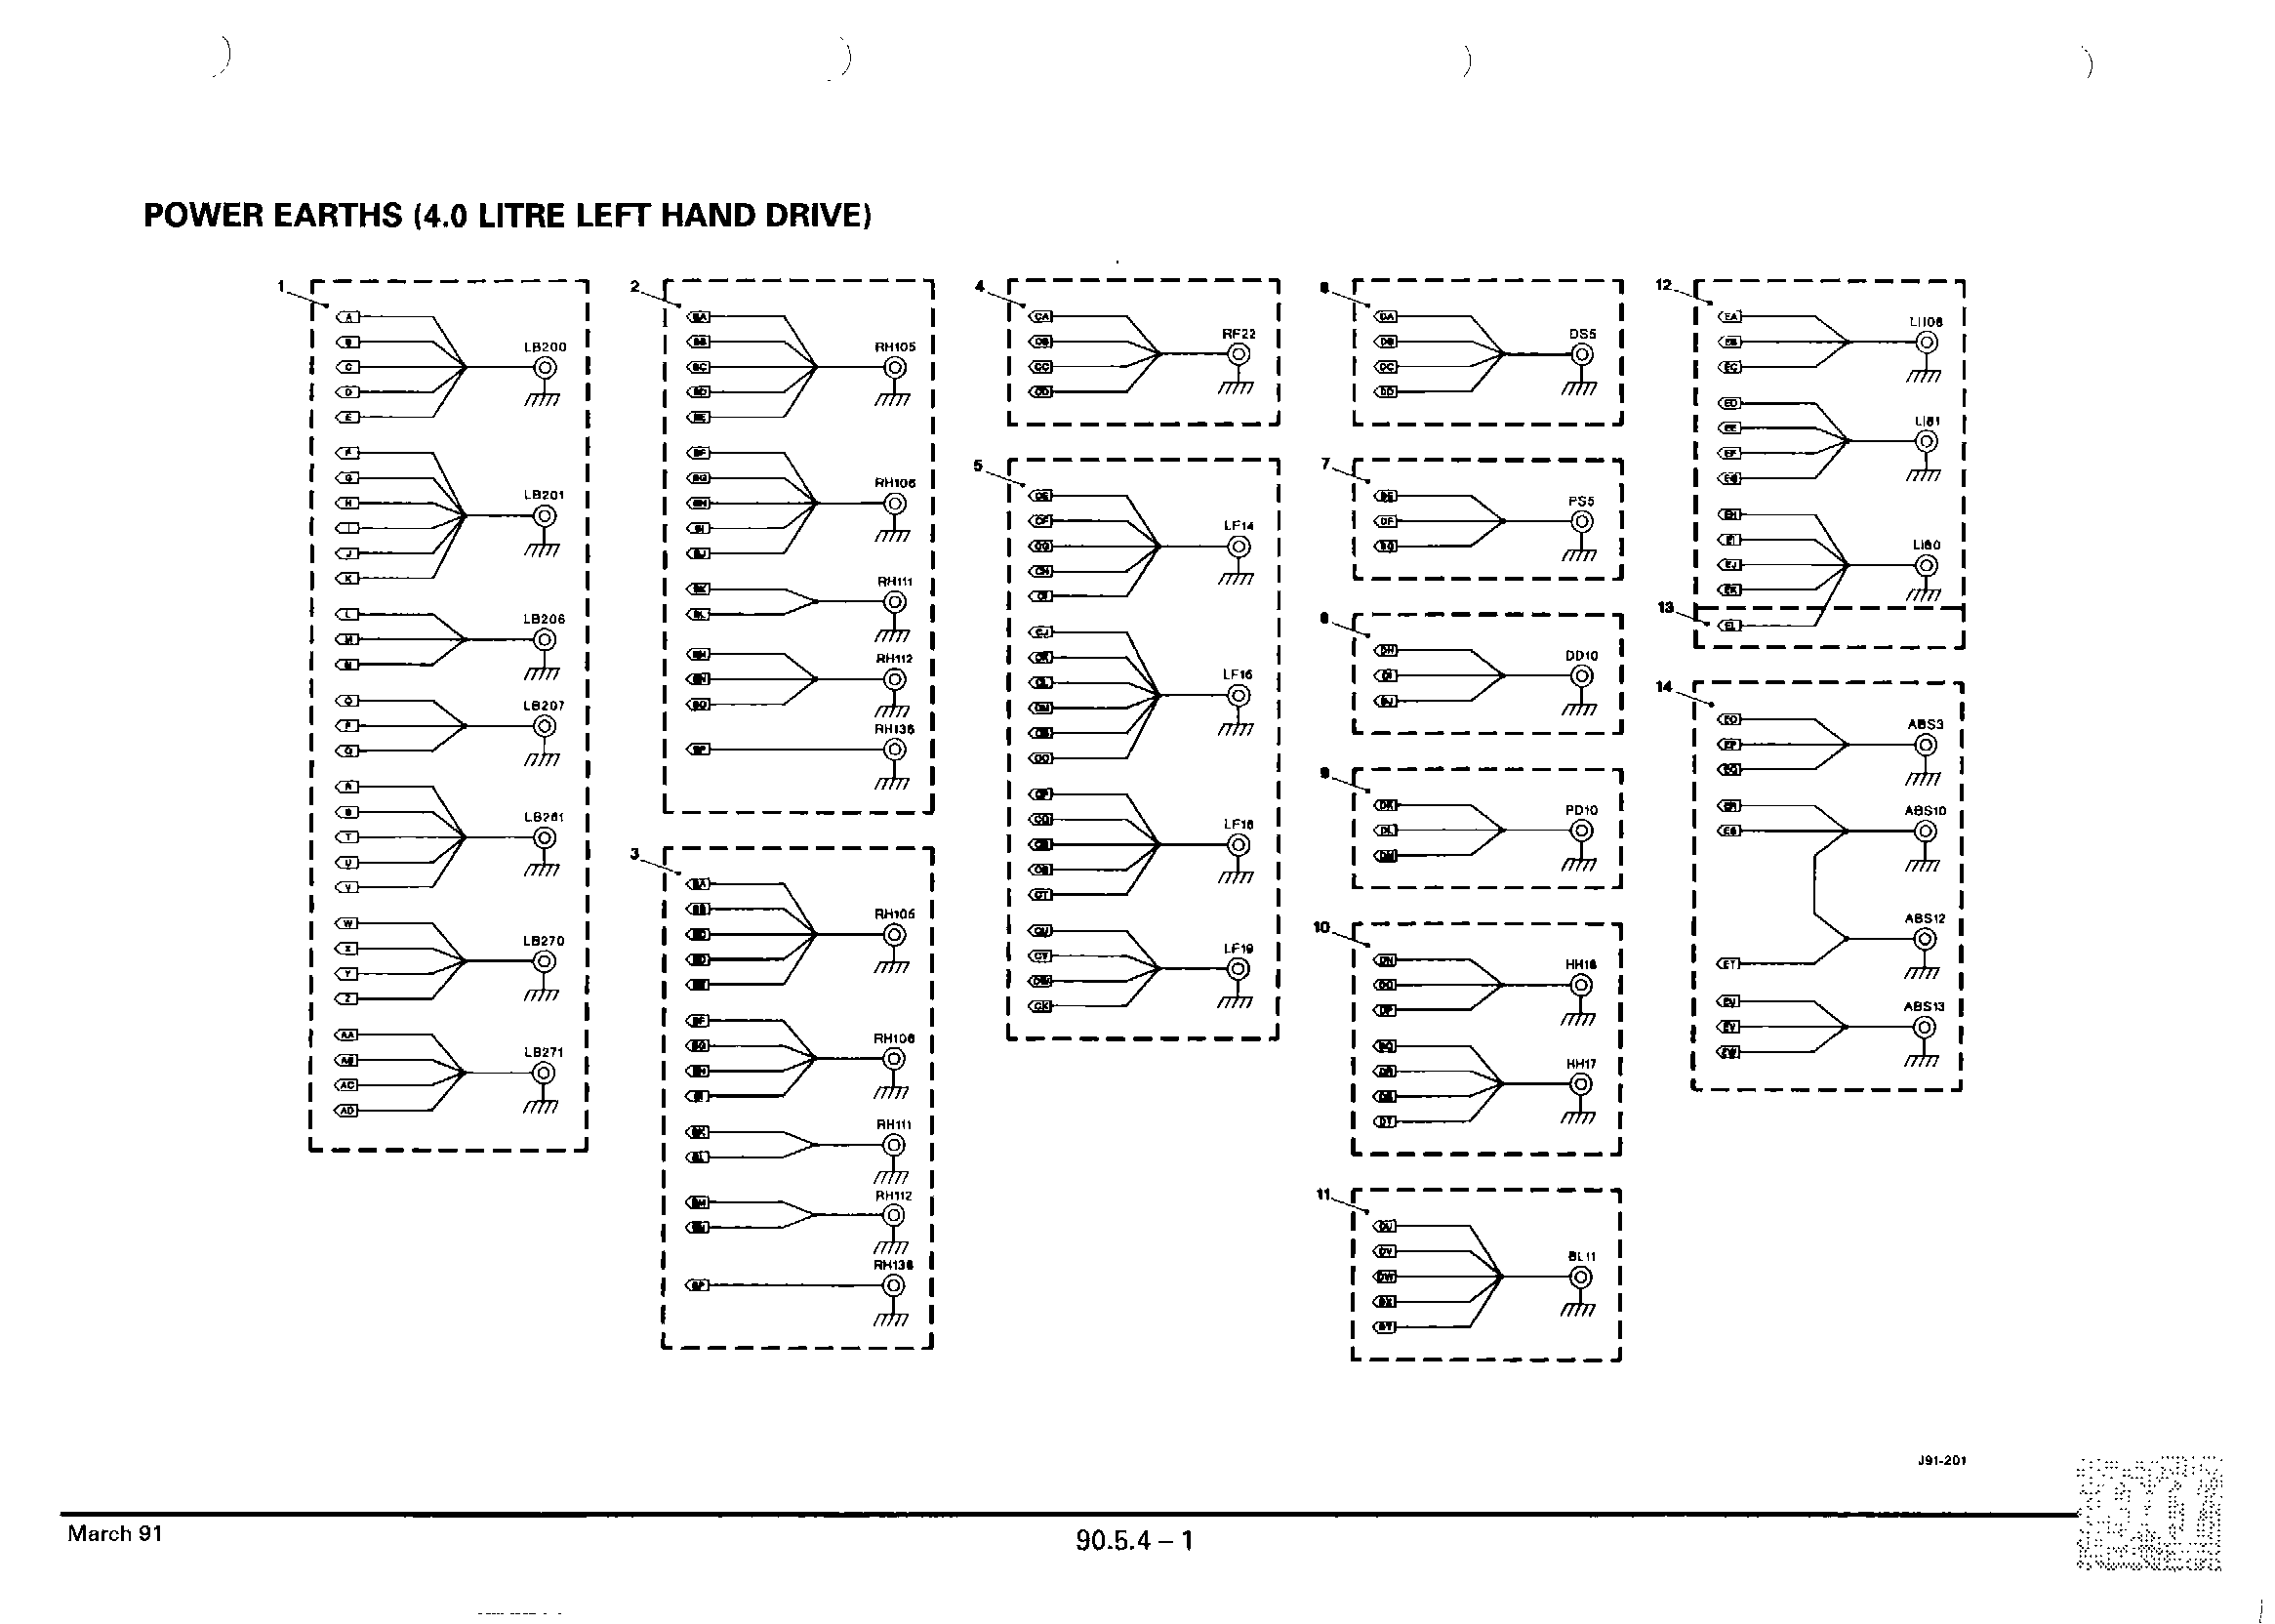 POWER EARTHS (4.0 LITRE LEFT HAND DRIVE)
1
A
B
LB200
C
D
E
F
G
LB201
H
I
J
K
L
LB206
M
N
O
LB207
P
Q
R
S
LB261
T
U
V
W
LB270
X
Y
Z
AA
AB
LB271
AC
AD
2
BA
BB
RH105
BC
BD
BE
BF
BG
RH106
BH
BI
BJ
BK
RH111
BL
BM
RH112
BN
BO
RH136
BP
3
BA
BB
RH105
BD
BF
BG
RH106
BH
BI
BK
RH111
BL
BM
RH112
BN
RH136
BP
4
CA
RF22
CB
CC
CD
5
CE
CF
LF14
CG
CH
CI
CJ
CK
LF16
CL
CM
CO
CP
CQ
LF18
CT
CV
LF19
CW
6
DA
DS5
DB
DC
DD
7
DE
PS5
DF
DG
8
DH
DD10
DI
DJ
9
DK
PD10
DL
DM
10
DN
HH16
DO
DP
DQ
HH17
DR
DS
DT
11
DU
DV
BL11
DW
DX
DY
12
EA
LI106
EB
EC
ED
LI81
EE
EF
EG
EH
EI
LI80
EJ
EK
13
EL
14
EO
ABS3
EP
EQ
ER
ABS10
ES
ABS12
ET
EU
ABS13
EV
EW
J91-201
March 91
90.5.4 – 1